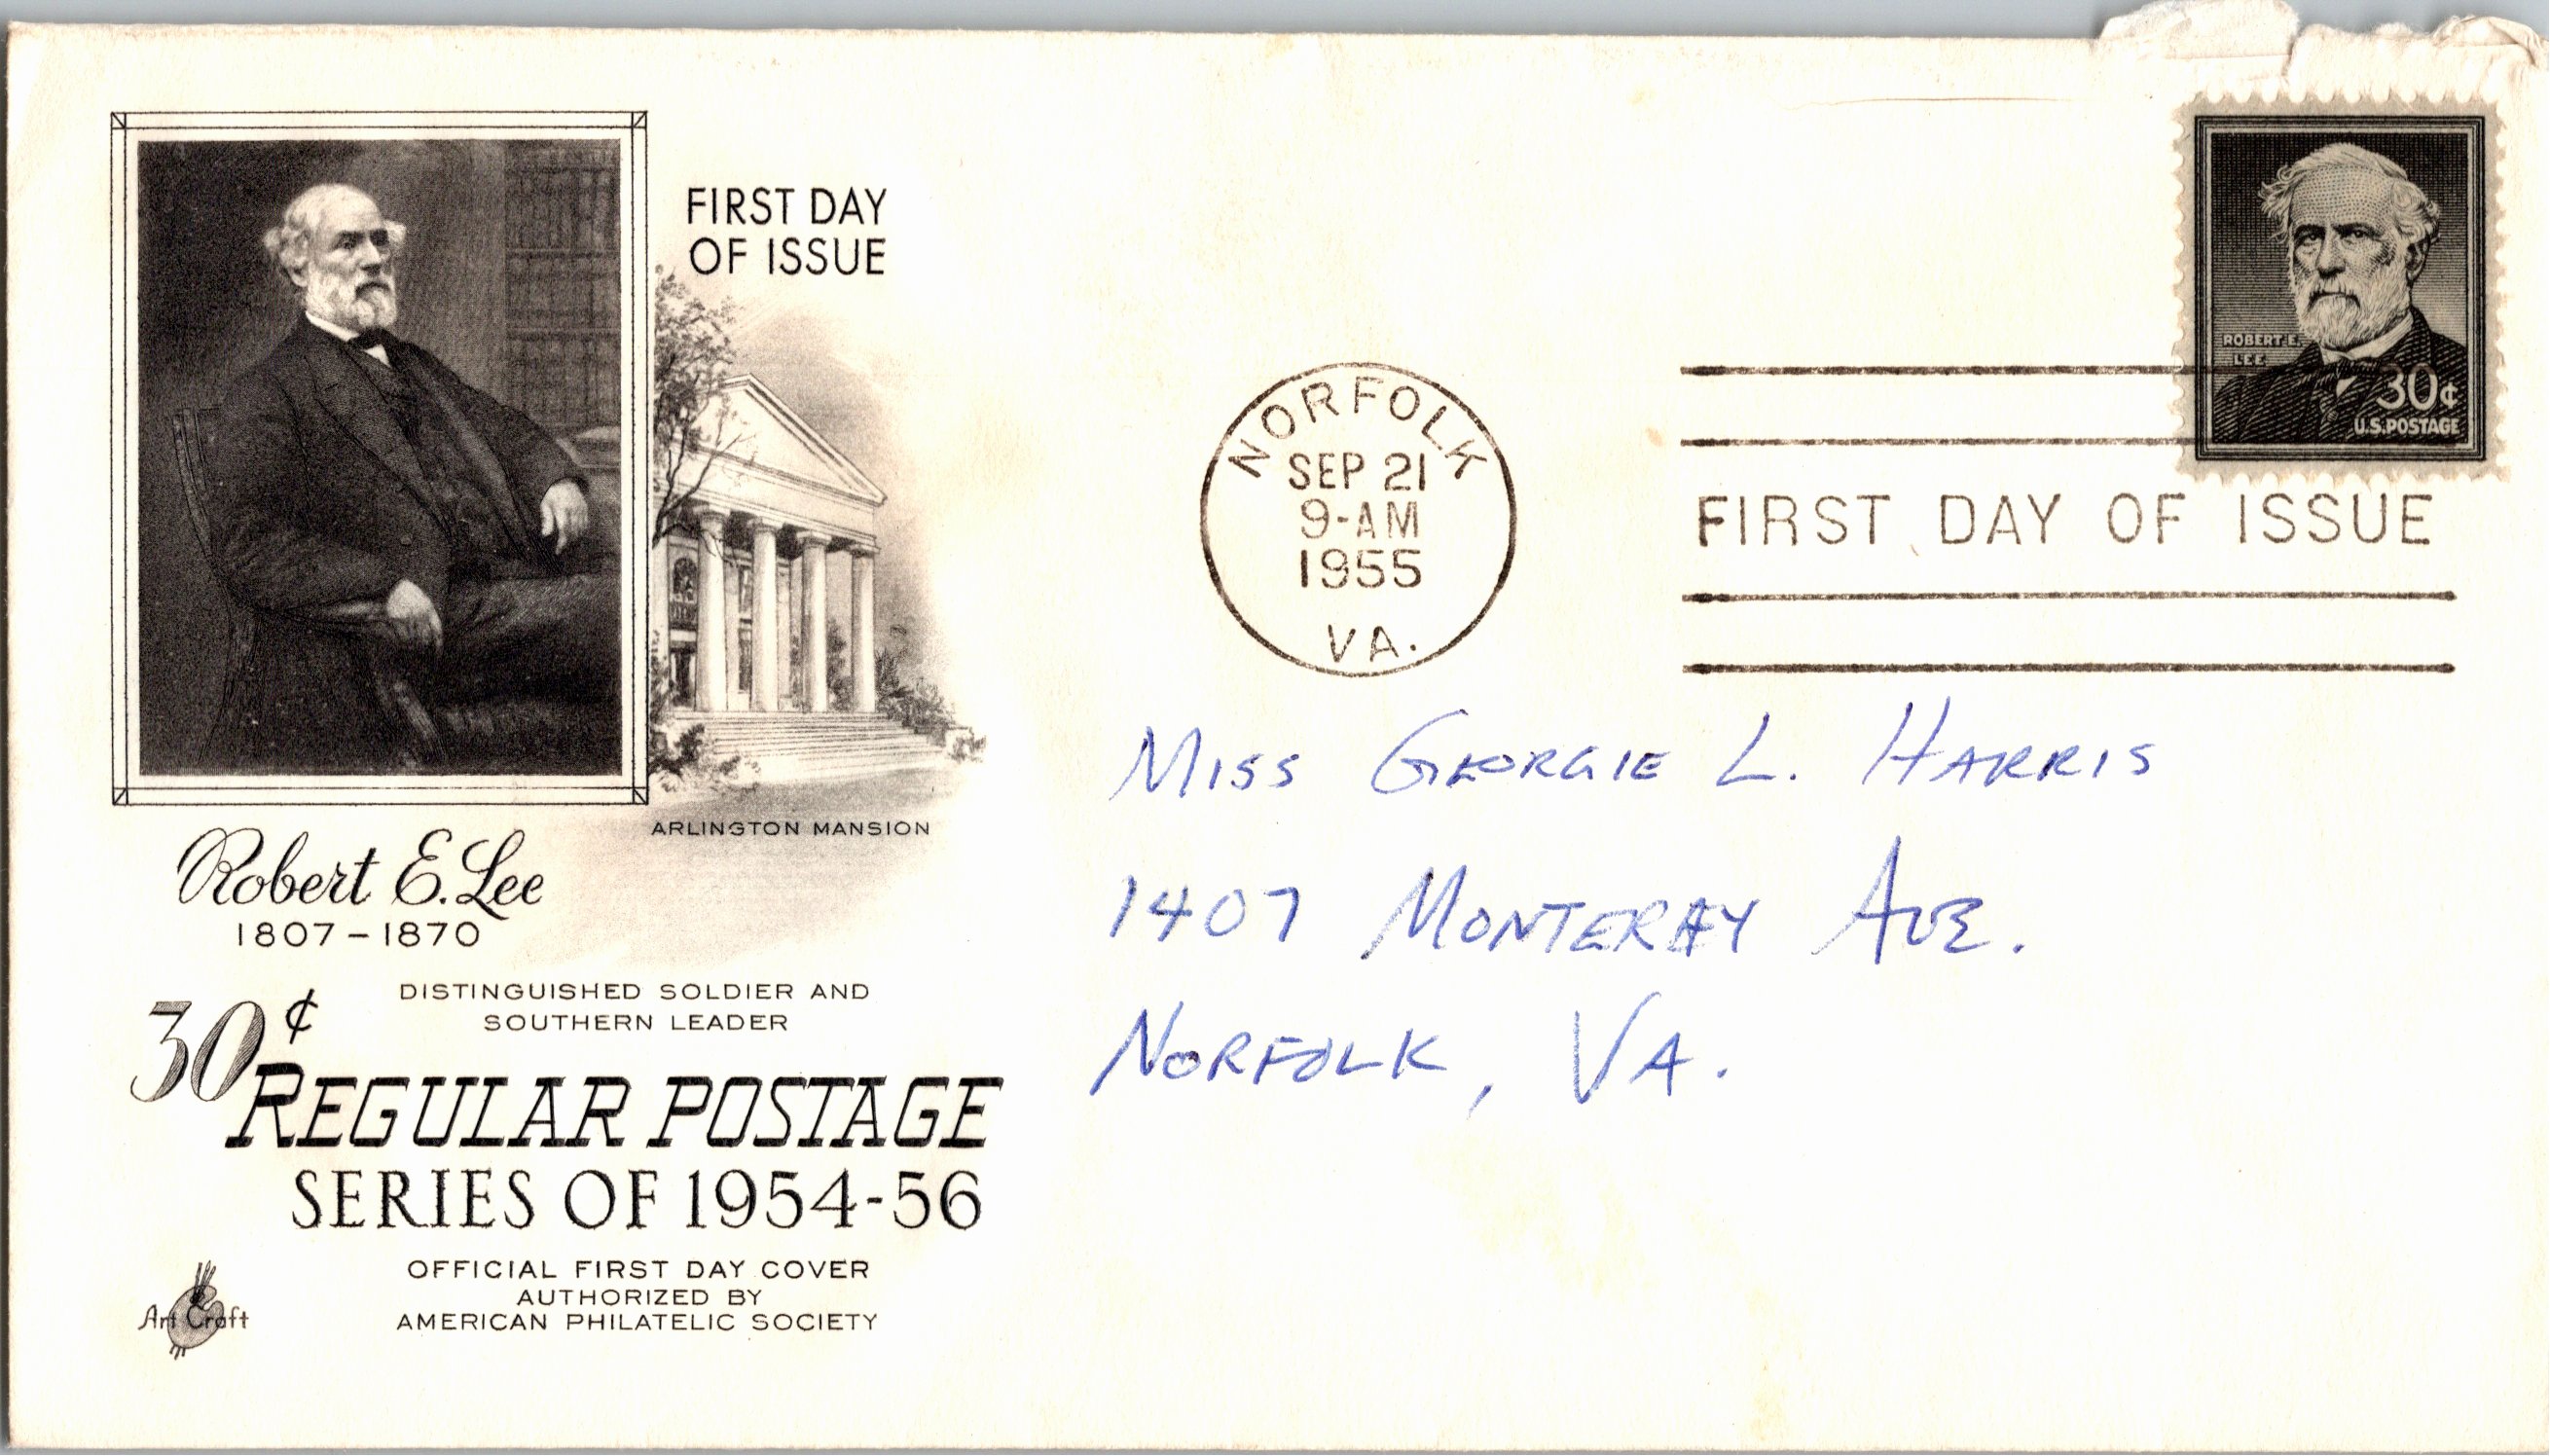 FIRST DAY
OF ISSUE
ARLINGTON MANSION
Robert E. Lee
1807-1870
DISTINGUISHED SOLDIER AND
SOUTHERN LEADER
30¢
REGULAR POSTAGE
SERIES OF 1954-56
OFFICIAL FIRST DAY COVER
AUTHORIZED BY
AMERICAN PHILATELIC SOCIETY
Art Craft
NORFOLK
SEP 21
9-AM
1955
VA.
ROBERT E.
LEE
30¢
U.S. POSTAGE
FIRST DAY OF ISSUE
MISS GEORGIE L. HARRIS
1407 MONTEREY AVE.
NORFOLK, VA.